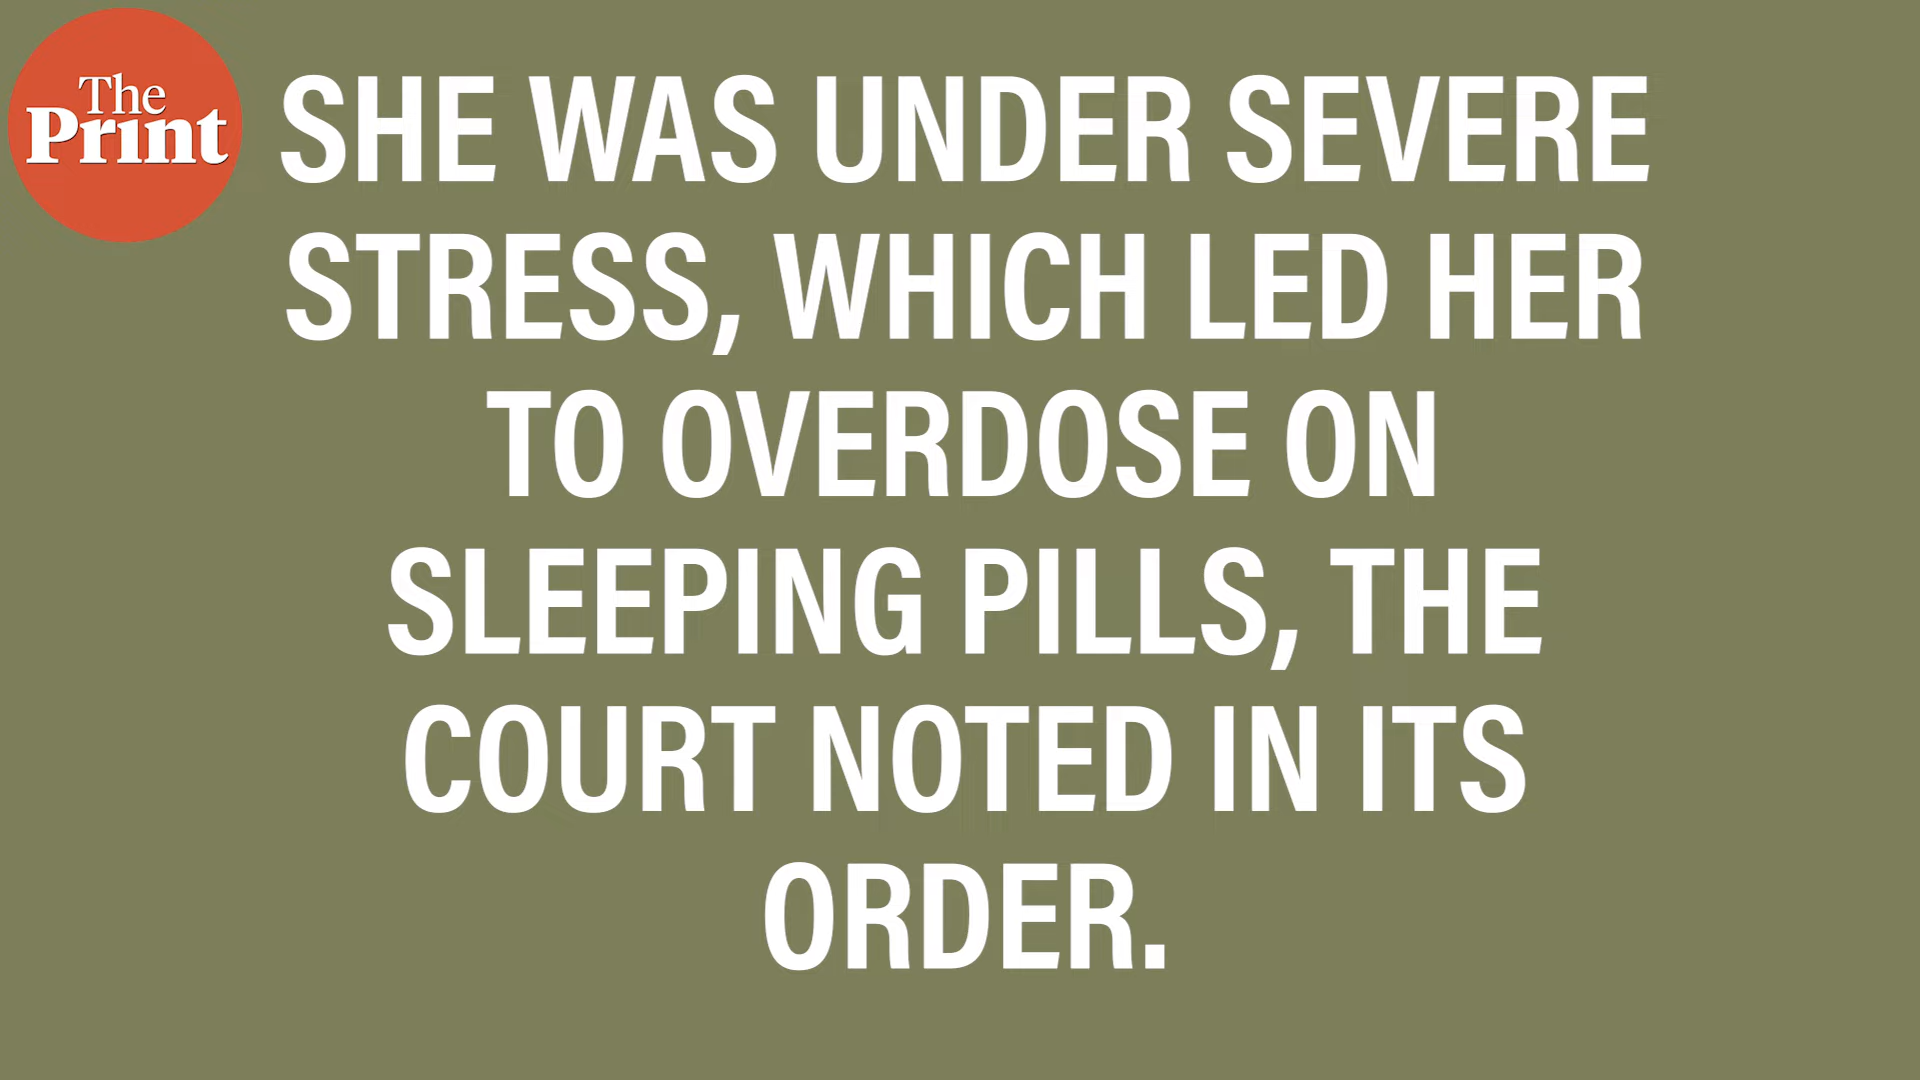 The
Print
SHE WAS UNDER SEVERE
STRESS, WHICH LED HER
TO OVERDOSE ON
SLEEPING PILLS, THE
COURT NOTED IN ITS
ORDER.